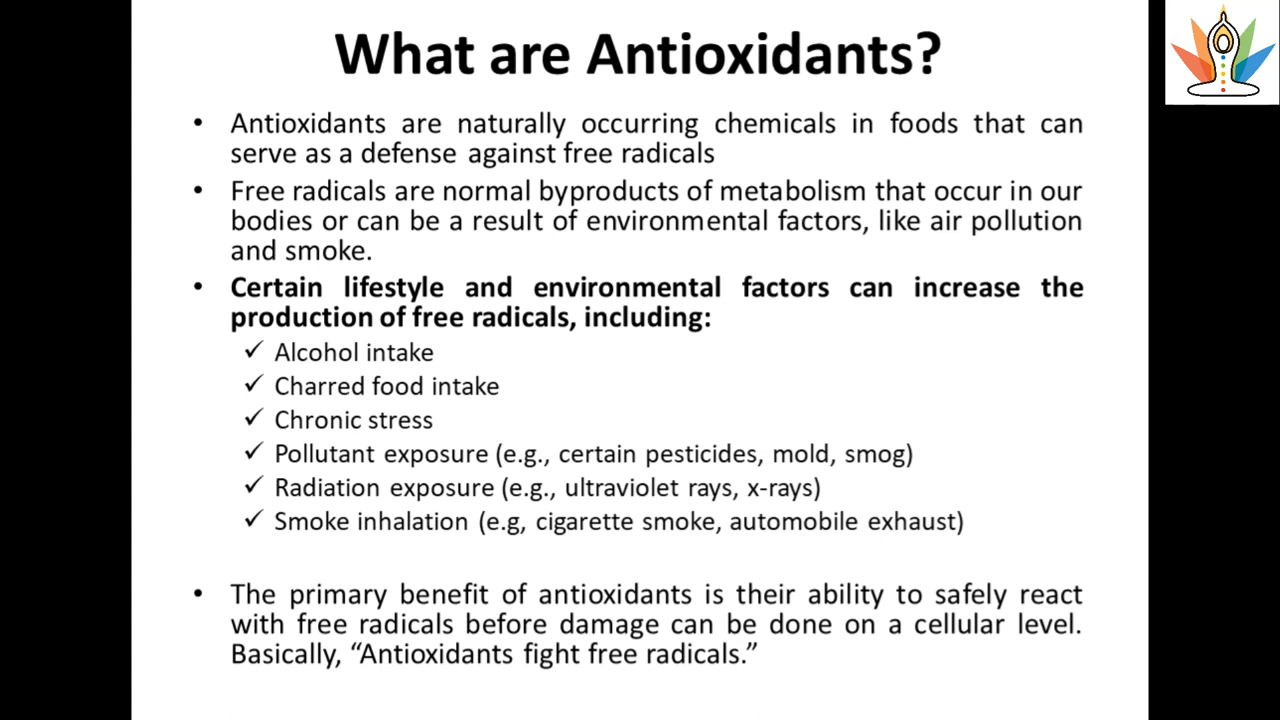 What are Antioxidants?
• Antioxidants are naturally occurring chemicals in foods that can
serve as a defense against free radicals
• Free radicals are normal byproducts of metabolism that occur in our
bodies or can be a result of environmental factors, like air pollution
and smoke.
• Certain lifestyle and environmental factors can increase the
production of free radicals, including:
✓ Alcohol intake
✓ Charred food intake
✓ Chronic stress
✓ Pollutant exposure (e.g., certain pesticides, mold, smog)
✓ Radiation exposure (e.g., ultraviolet rays, x-rays)
✓ Smoke inhalation (e.g, cigarette smoke, automobile exhaust)
• The primary benefit of antioxidants is their ability to safely react
with free radicals before damage can be done on a cellular level.
Basically, “Antioxidants fight free radicals.”